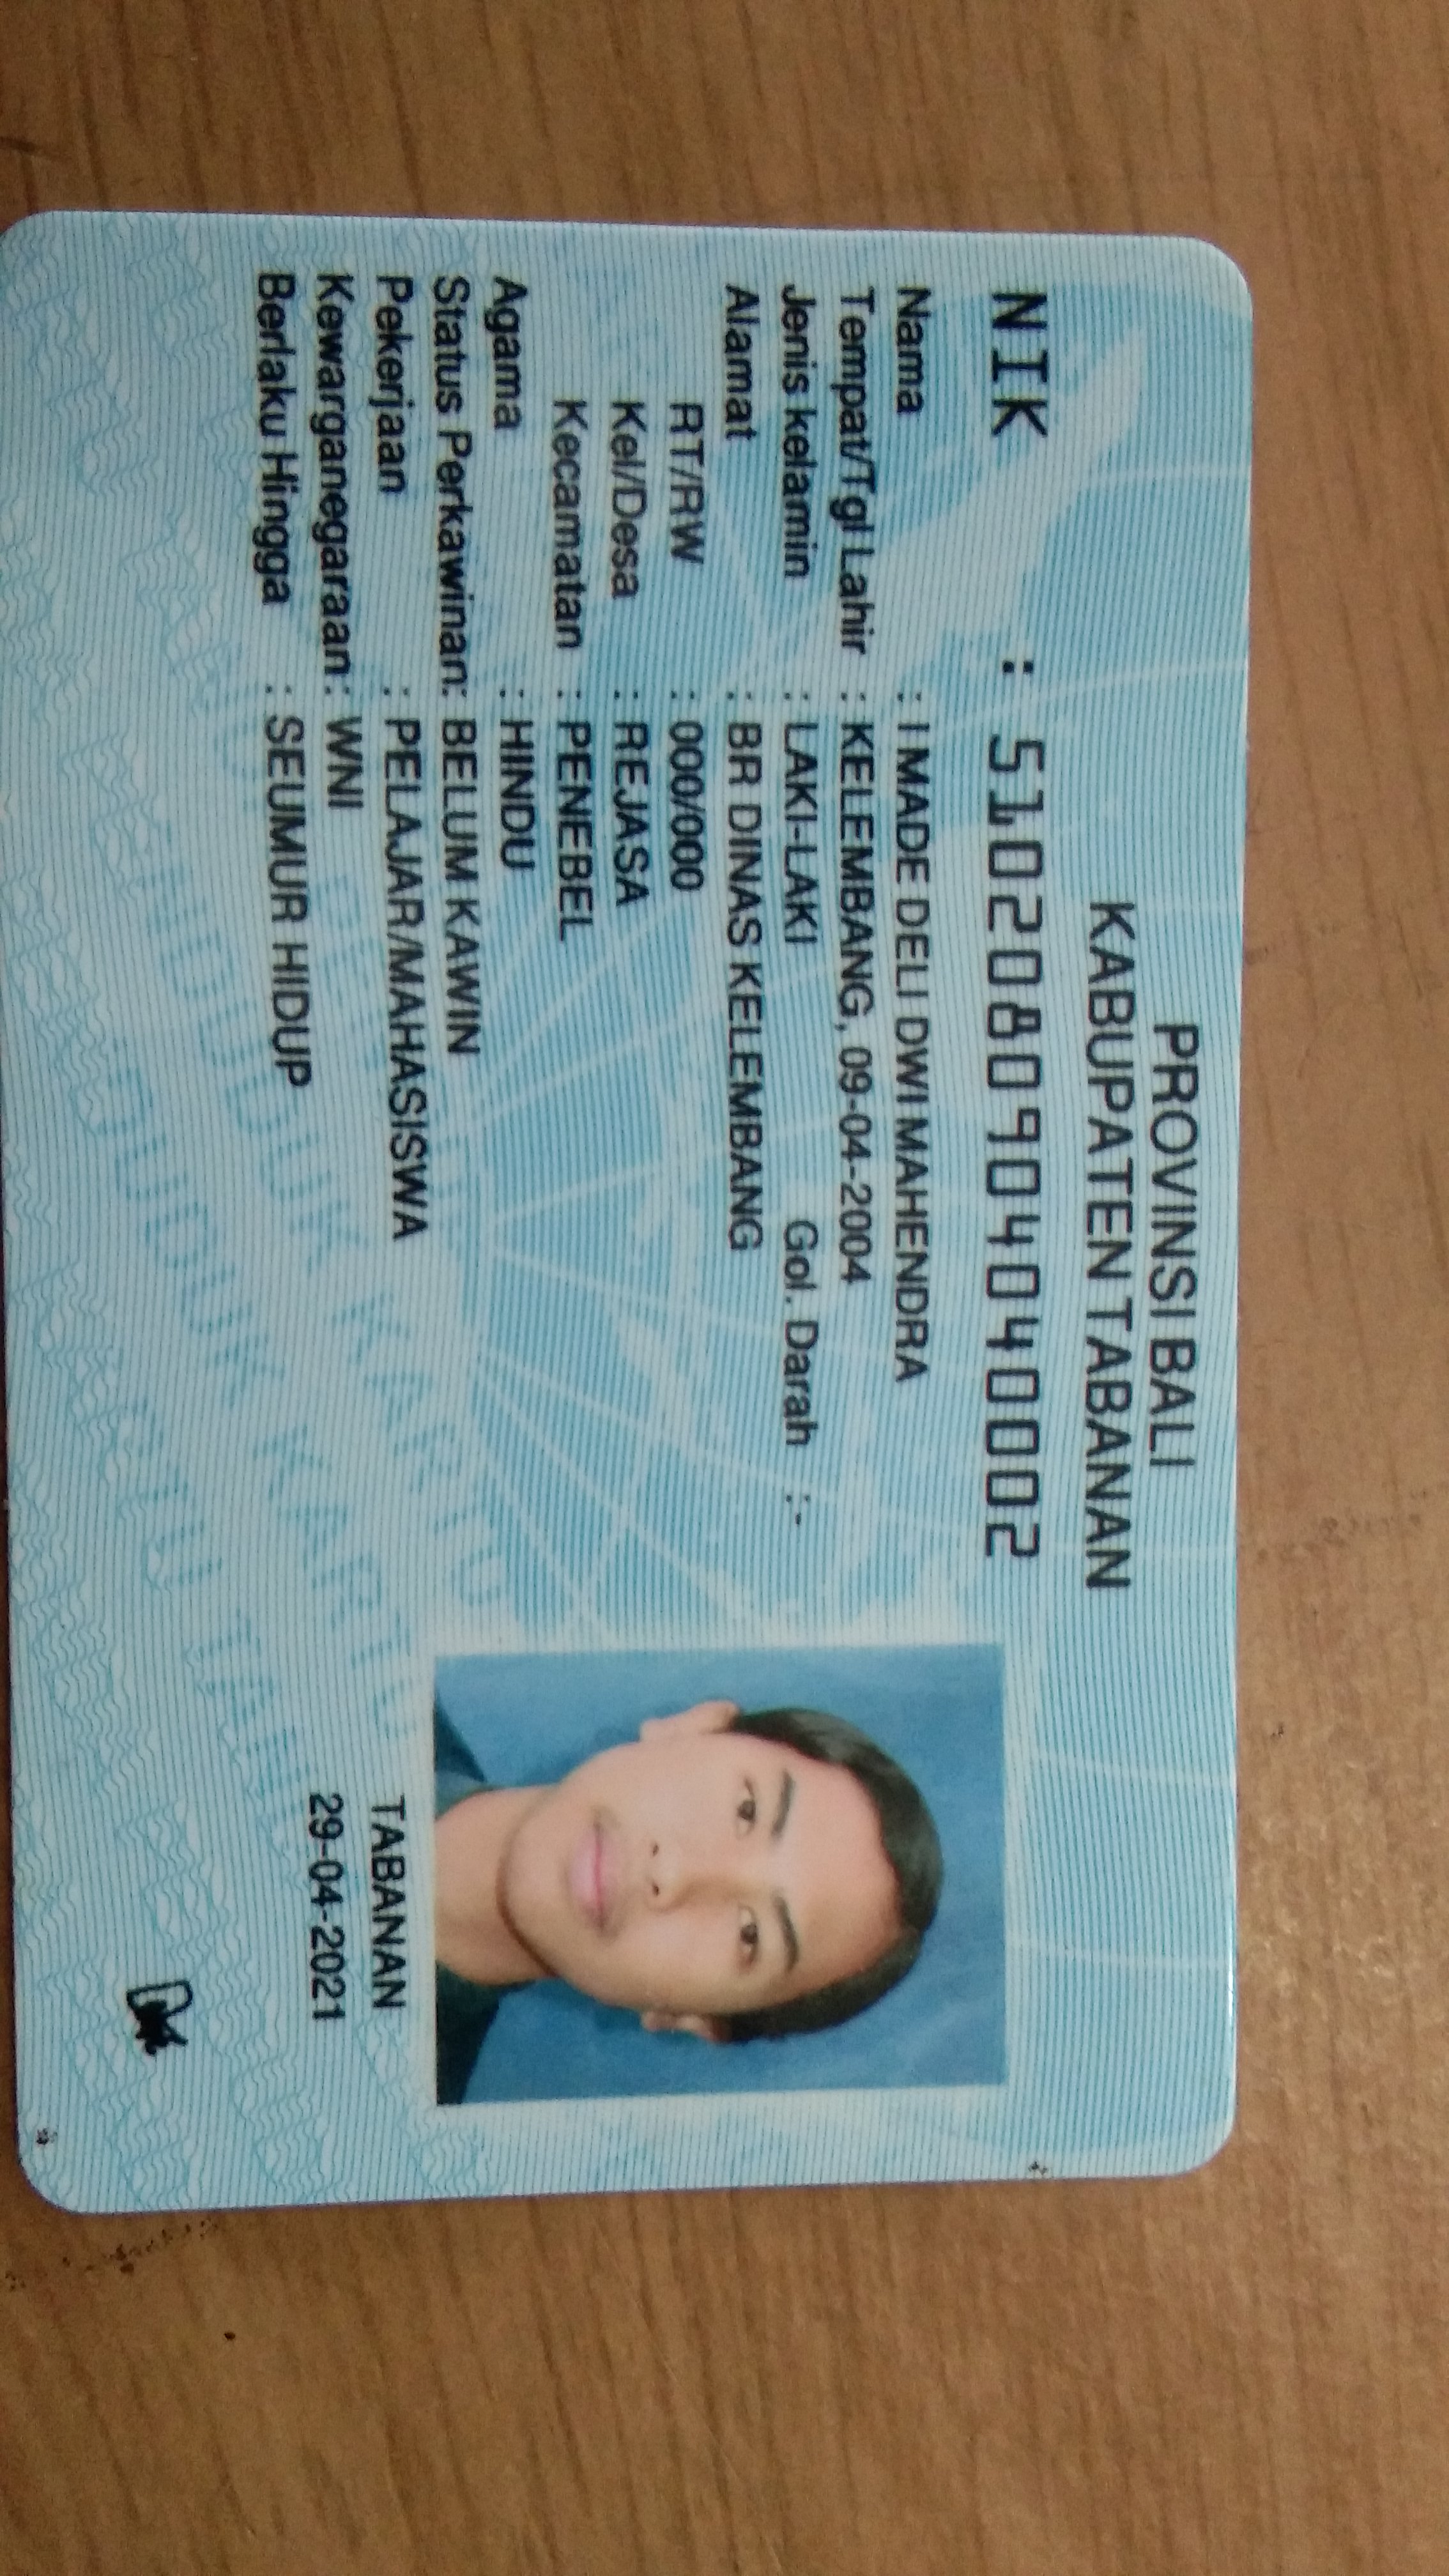 PROVINSI BALI
KABUPATEN TABANAN
NIK : 5102080904040002
Nama : I MADE DELI DWI MAHENDRA
Tempat/Tgl Lahir : KELEMBANG, 09-04-2004
Jenis kelamin : LAKI-LAKI Gol. Darah :-
Alamat : BR DINAS KELEMBANG
RT/RW : 000/000
Kel/Desa : REJASA
Kecamatan : PENEBEL
Agama : HINDU
Status Perkawinan: BELUM KAWIN
Pekerjaan : PELAJAR/MAHASISWA
Kewarganegaraan: WNI
Berlaku Hingga : SEUMUR HIDUP
TABANAN
29-04-2021